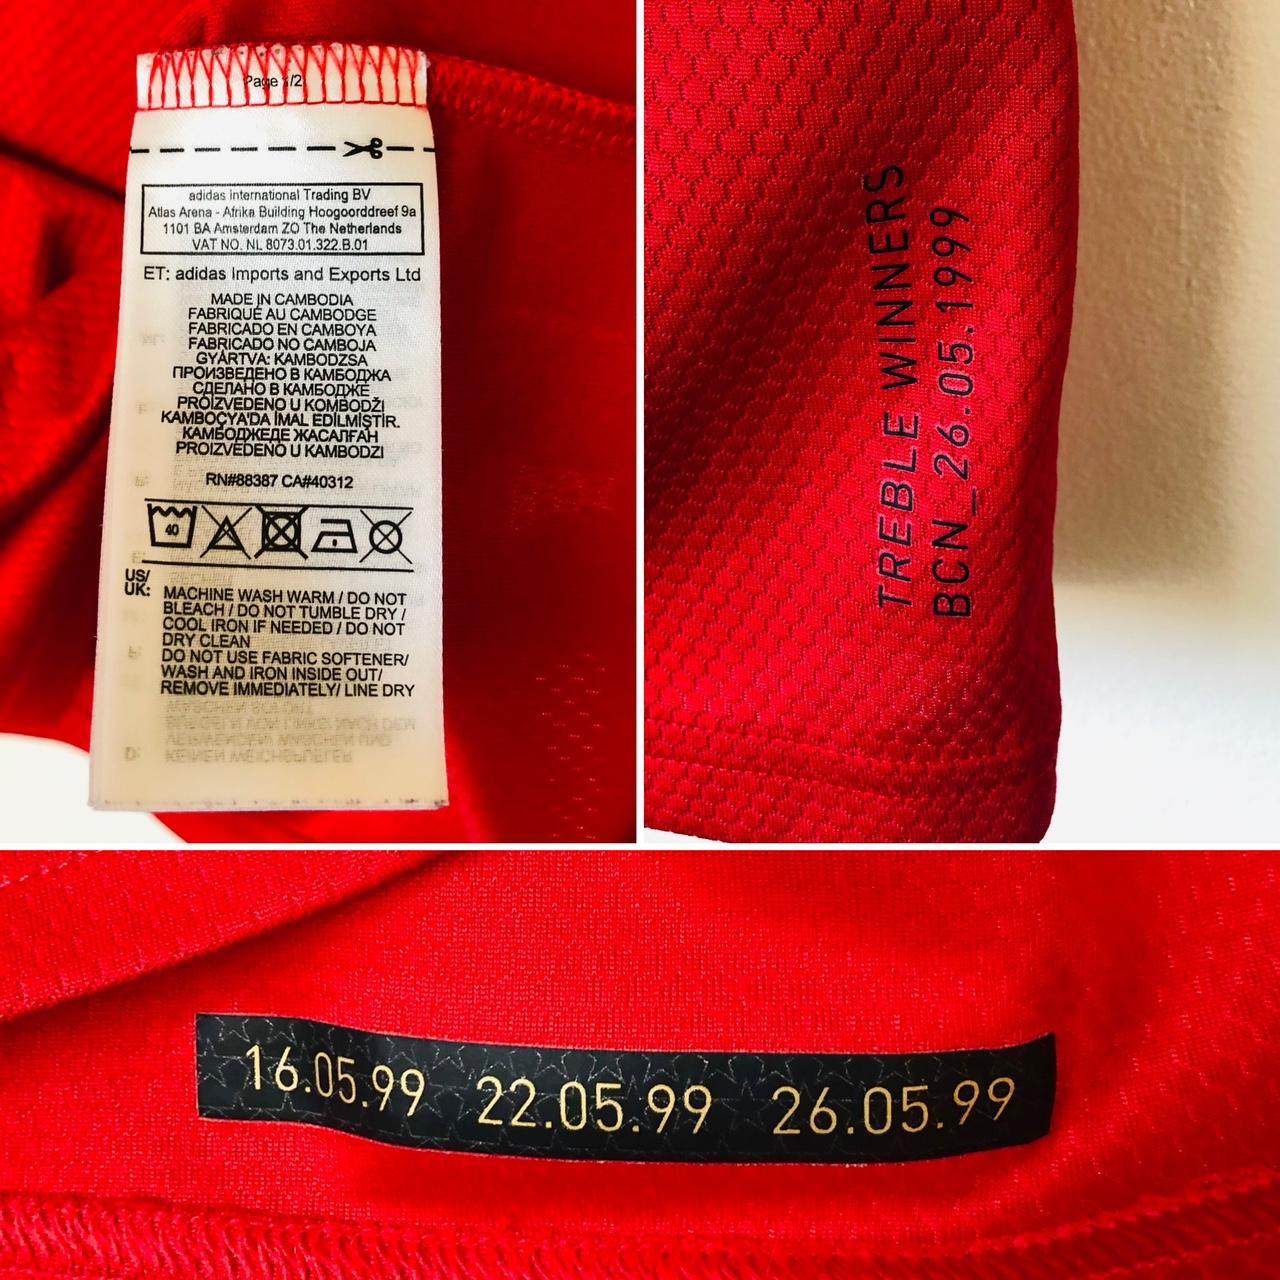 Page 1/2
adidas International Trading BV
Atlas Arena - Afrika Building Hoogoorddreef 9a
1101 BA Amsterdam ZO The Netherlands
VAT NO. NL 8073.01.322.B.01
ET: adidas Imports and Exports Ltd
MADE IN CAMBODIA
FABRIQUÉ AU CAMBODGE
FABRICADO EN CAMBOYA
FABRICADO NO CAMBOJA
GYÁRTVA: KAMBODZSA
ПРОИЗВЕДЕНО В КАМБОДЖА
СДЕЛАНО В КАМБОДЖЕ
PROIZVEDENO U KOMBODŽI
KAMBOÇYA'DA İMAL EDİLMİŞTİR.
КАМБОДЖЕДЕ ЖАСАЛҒАН
PROIZVEDENO U KAMBODZI
RN#88387 CA#40312
40
US/
UK:
MACHINE WASH WARM / DO NOT
BLEACH / DO NOT TUMBLE DRY /
COOL IRON IF NEEDED / DO NOT
DRY CLEAN
DO NOT USE FABRIC SOFTENER/
WASH AND IRON INSIDE OUT/
REMOVE IMMEDIATELY/ LINE DRY
TREBLE WINNERS
BCN_26.05.1999
16.05.99 22.05.99 26.05.99